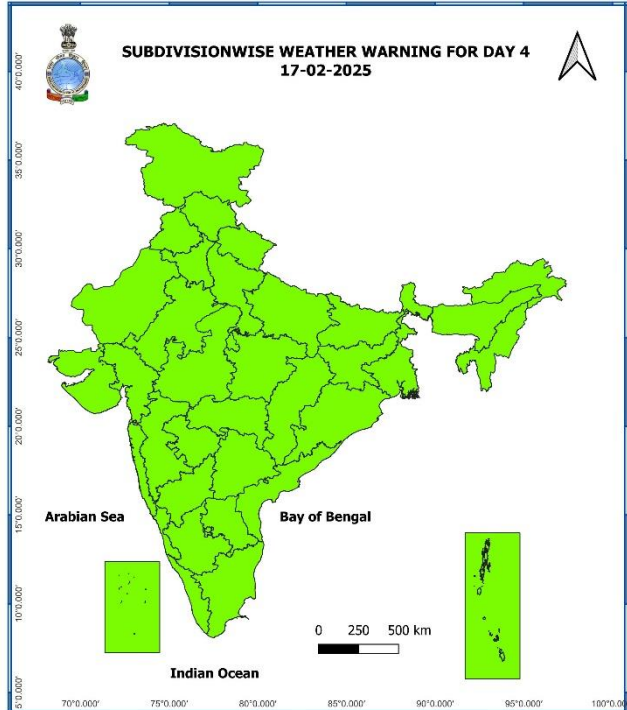 SUBDIVISIONWISE WEATHER WARNING FOR DAY 4
17-02-2025
40°0.000'
35°0.000'
30°0.000'
25°0.000'
20°0.000'
15°0.000'
10°0.000'
5°0.000'
Arabian Sea
Bay of Bengal
0 250 500 km
Indian Ocean
70°0.000' 75°0.000' 80°0.000' 85°0.000' 90°0.000' 95°0.000' 100°0.000'